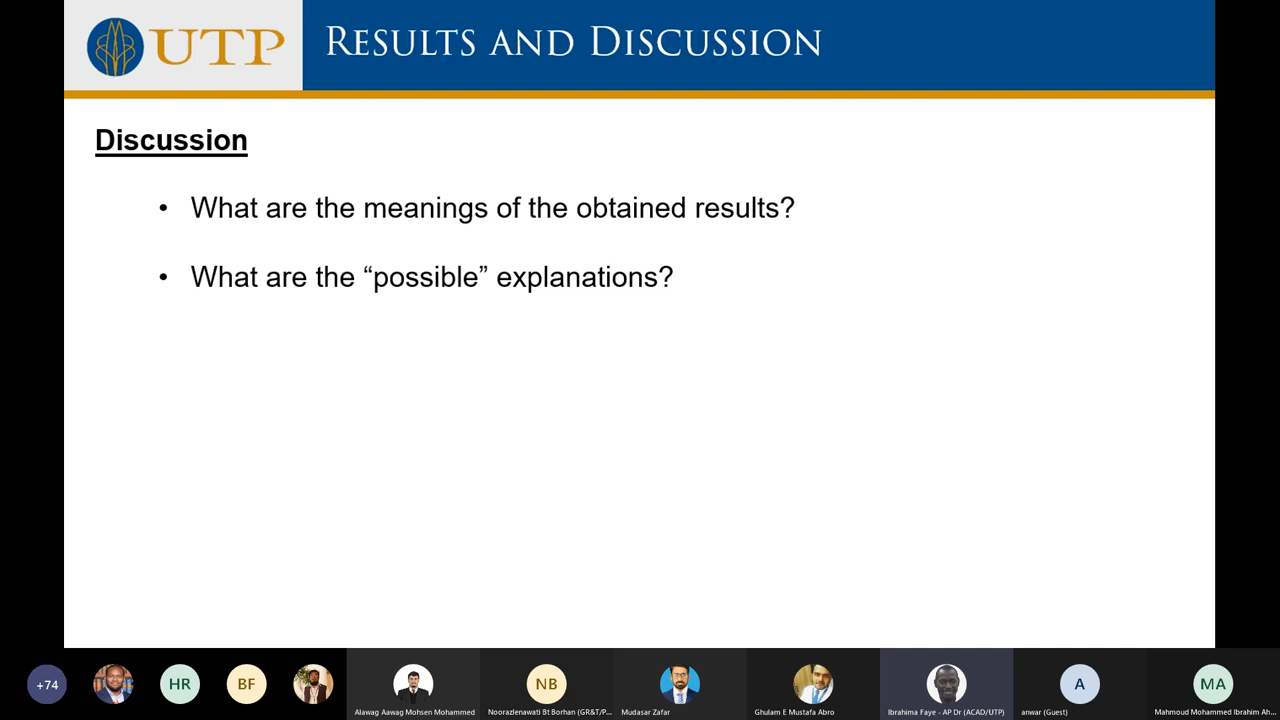 UTP
RESULTS AND DISCUSSION
Discussion
• What are the meanings of the obtained results?
• What are the “possible” explanations?
+74
HR
BF
NB
A
MA
Alawag Aawag Mohsen Mohammed
Noorazlenawati Bt Borhan (GR&T/P...
Mudasar Zafar
Ghulam E Mustafa Abro
Ibrahima Faye - AP Dr (ACAD/UTP)
anwar (Guest)
Mahmoud Mohammed Ibrahim Ah...